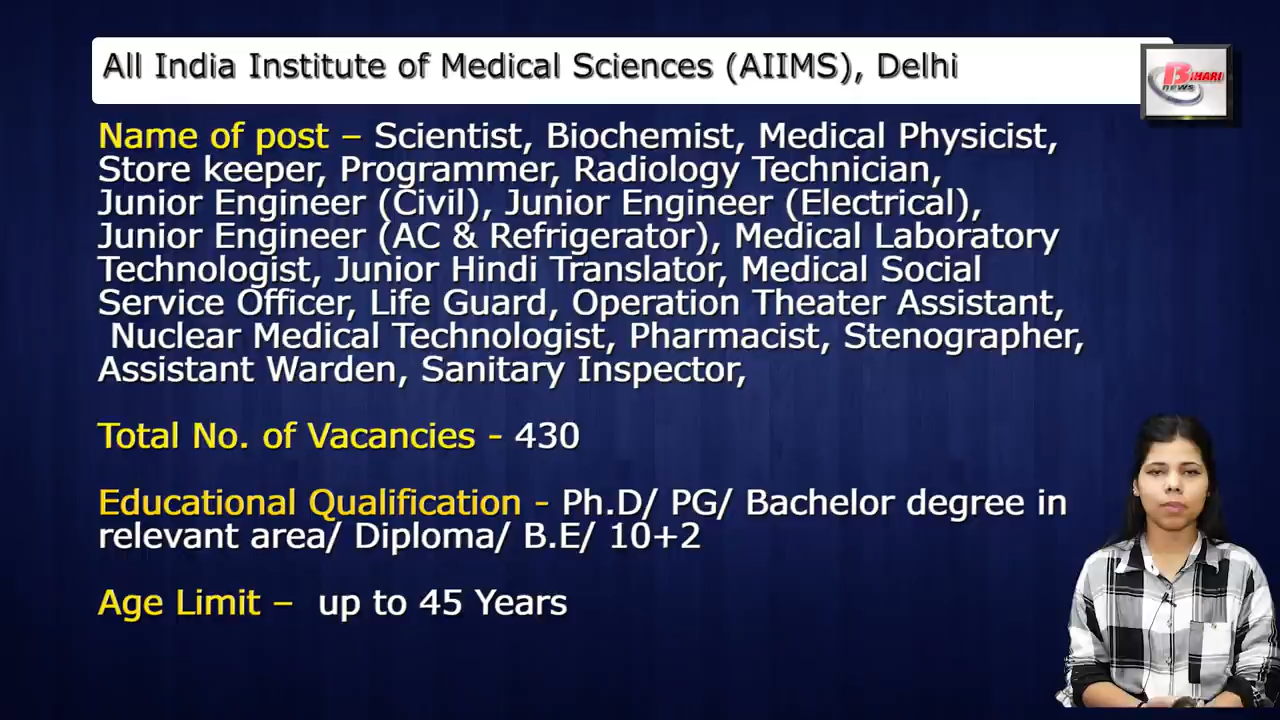 All India Institute of Medical Sciences (AIIMS), Delhi
BIHARI
news
Name of post – Scientist, Biochemist, Medical Physicist,
Store keeper, Programmer, Radiology Technician,
Junior Engineer (Civil), Junior Engineer (Electrical),
Junior Engineer (AC & Refrigerator), Medical Laboratory
Technologist, Junior Hindi Translator, Medical Social
Service Officer, Life Guard, Operation Theater Assistant,
Nuclear Medical Technologist, Pharmacist, Stenographer,
Assistant Warden, Sanitary Inspector,
Total No. of Vacancies - 430
Educational Qualification - Ph.D/ PG/ Bachelor degree in
relevant area/ Diploma/ B.E/ 10+2
Age Limit – up to 45 Years